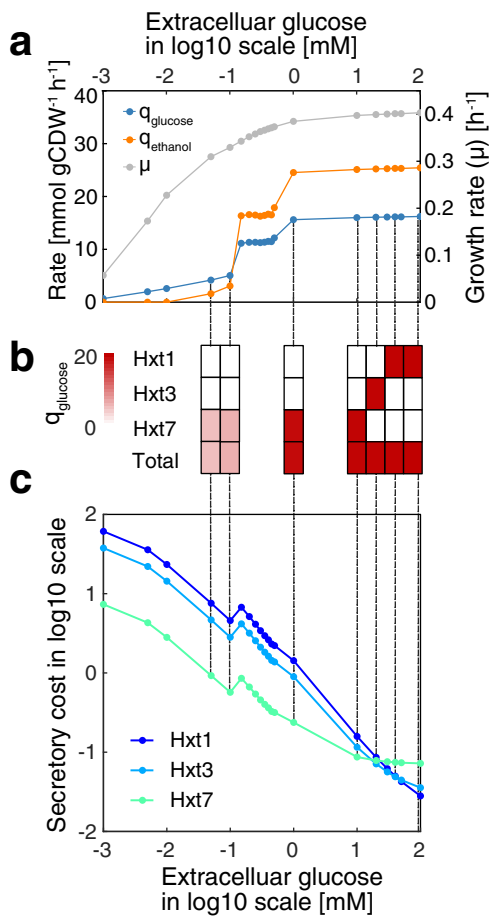 a
Extracelluar glucose
in log10 scale [mM]
-3 -2 -1 0 1 2
40
30
20
10
0
Rate [mmol gCDW⁻¹ h⁻¹]
q_glucose
q_ethanol
μ
0.4
0.3
0.2
0.1
0
Growth rate (μ) [h⁻¹]
b
20
0
q_glucose
Hxt1
Hxt3
Hxt7
Total
c
2
1
0
-1
-2
Secretory cost in log10 scale
Hxt1
Hxt3
Hxt7
-3 -2 -1 0 1 2
Extracelluar glucose
in log10 scale [mM]